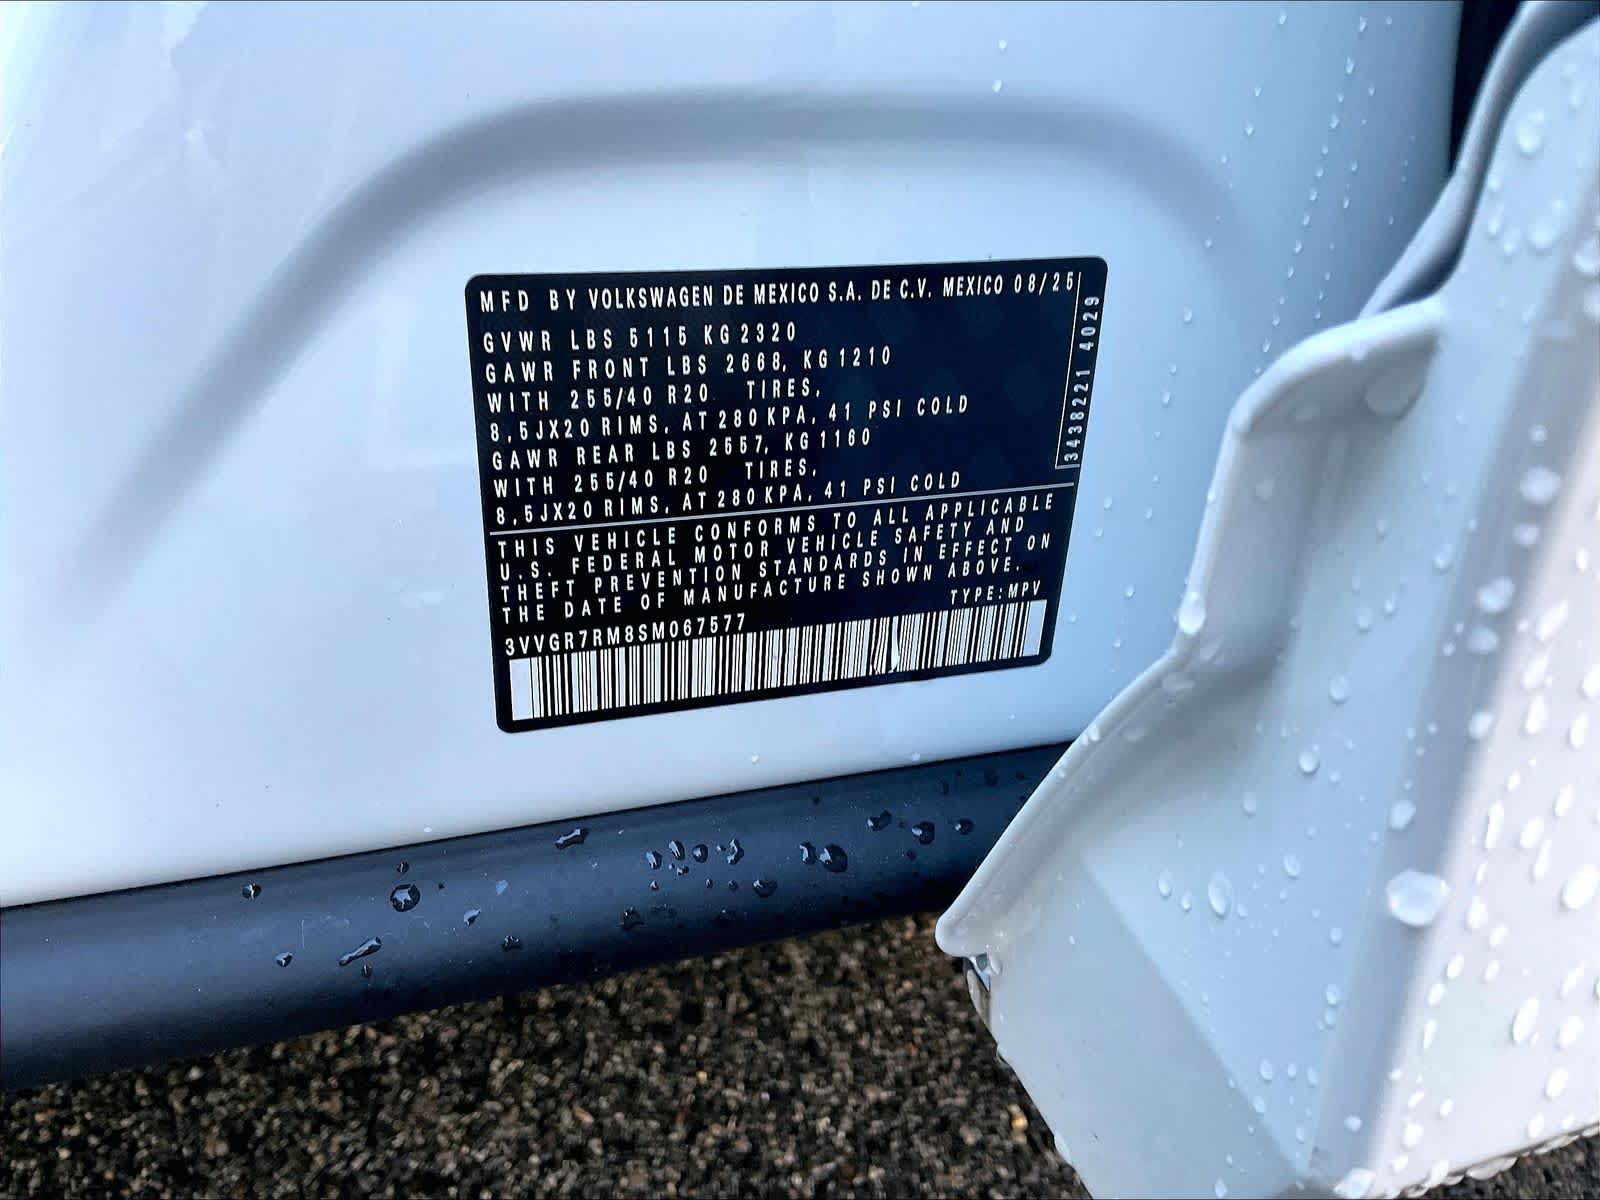 MFD BY VOLKSWAGEN DE MEXICO S.A. DE C.V. MEXICO 08/25
GVWR LBS 5115 KG 2320
GAWR FRONT LBS 2668, KG 1210
WITH 255/40 R20 TIRES,
8,5JX20 RIMS, AT 280 KPA, 41 PSI COLD
GAWR REAR LBS 2557, KG 1160
WITH 255/40 R20 TIRES,
8,5JX20 RIMS, AT 280 KPA, 41 PSI COLD
3438221 4029
THIS VEHICLE CONFORMS TO ALL APPLICABLE
U.S. FEDERAL MOTOR VEHICLE SAFETY AND
THEFT PREVENTION STANDARDS IN EFFECT ON
THE DATE OF MANUFACTURE SHOWN ABOVE.
TYPE:MPV
3VVGR7RM8SM067577